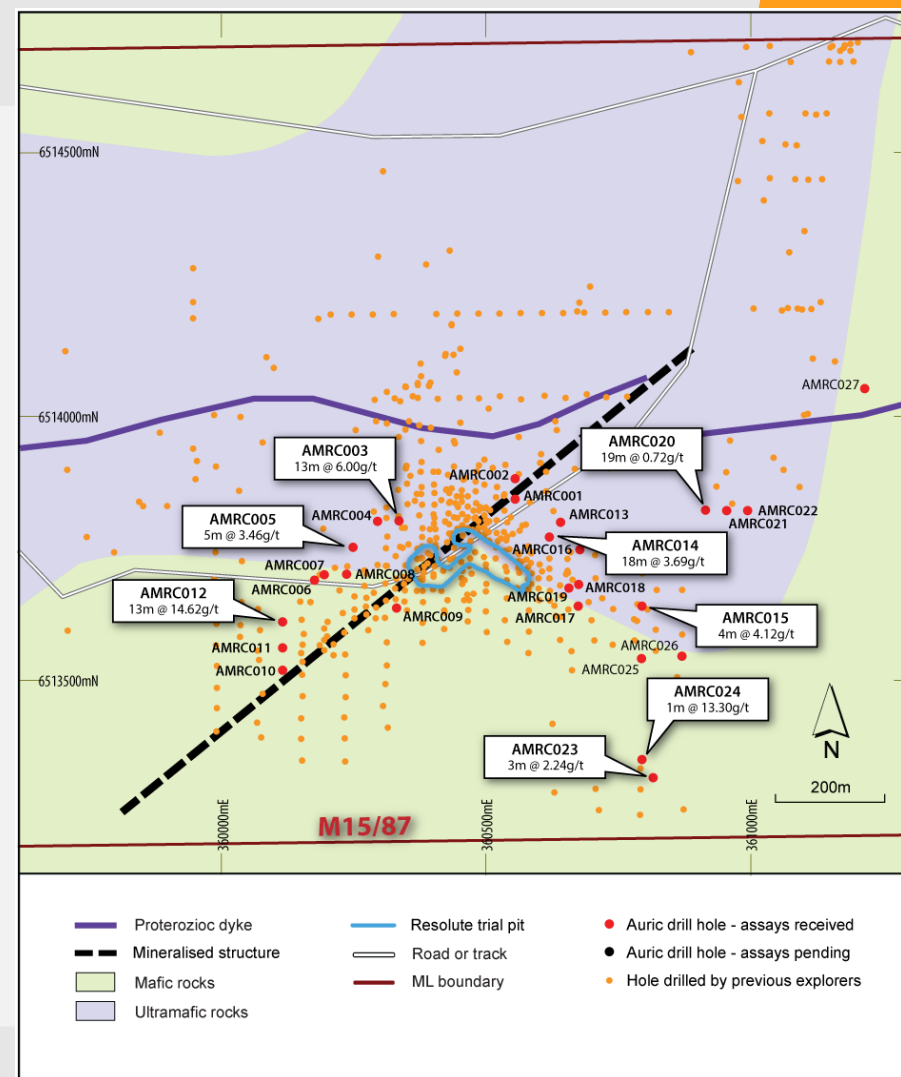 6514500mN
AMRC027
6514000mN
AMRC003
13m @ 6.00g/t
AMRC020
19m @ 0.72g/t
AMRC002
AMRC001
AMRC004
AMRC013
AMRC022
AMRC021
AMRC005
5m @ 3.46g/t
AMRC016
AMRC014
18m @ 3.69g/t
AMRC007
AMRC008
AMRC006
AMRC018
AMRC019
AMRC012
13m @ 14.62g/t
AMRC009
AMRC017
AMRC015
4m @ 4.12g/t
AMRC011
AMRC026
AMRC010
AMRC025
6513500mN
AMRC024
1m @ 13.30g/t
AMRC023
3m @ 2.24g/t
N
200m
360000mE
360500mE
361000mE
M15/87
Proterozioc dyke
Resolute trial pit
Auric drill hole - assays received
Mineralised structure
Road or track
Auric drill hole - assays pending
Mafic rocks
ML boundary
Hole drilled by previous explorers
Ultramafic rocks